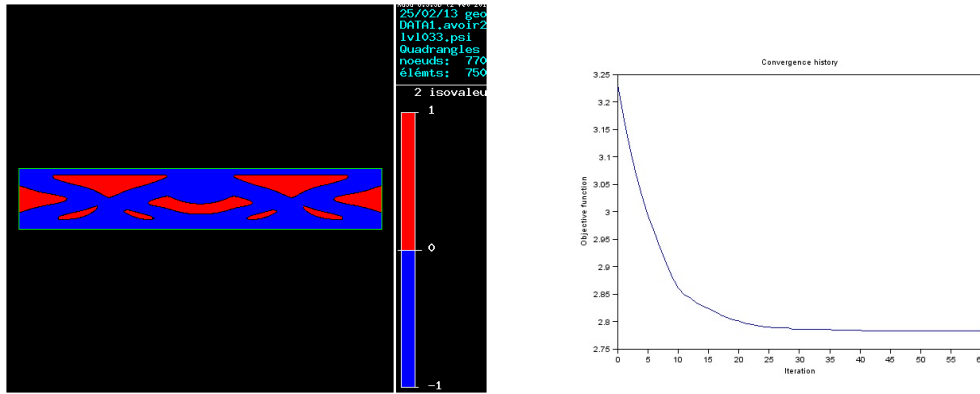 25/02/13 geo
DATA1.avoir2
lvl033.psi
Quadrangles
noeuds: 770
élémts: 750
2 isovaleu
1
0
-1
Convergence history
3.25
3.2
3.15
3.1
3.05
3
2.95
2.9
2.85
2.8
2.75
Objective function
0 5 10 15 20 25 30 35 40 45 50 55
Iteration